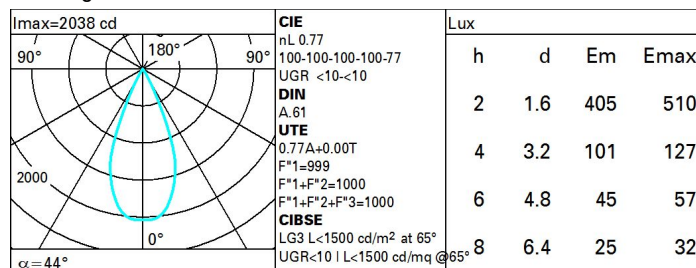 Imax=2038 cd
90°
180°
90°
2000
0°
α=44°
CIE
nL 0.77
100-100-100-100-77
UGR <10-<10
DIN
A.61
UTE
0.77A+0.00T
F"1=999
F"1+F"2=1000
F"1+F"2+F"3=1000
CIBSE
LG3 L<1500 cd/m² at 65°
UGR<10 | L<1500 cd/mq @65°
Lux
h d Em Emax
2 1.6 405 510
4 3.2 101 127
6 4.8 45 57
8 6.4 25 32